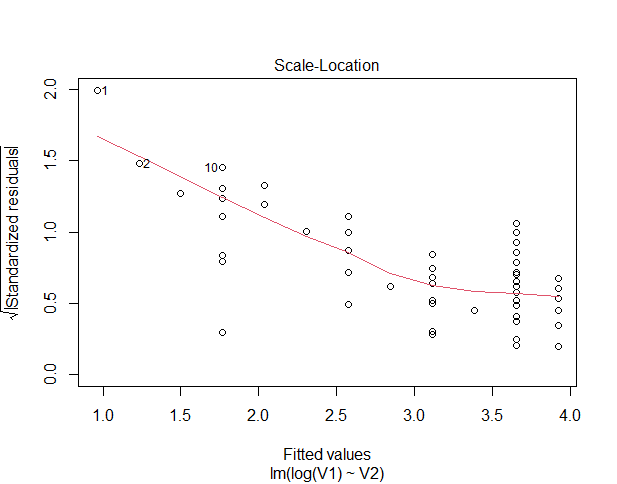 Scale-Location
√|Standardized residuals|
2.0
1.5
1.0
0.5
0.0
1
2
10
1.0 1.5 2.0 2.5 3.0 3.5 4.0
Fitted values
lm(log(V1) ~ V2)